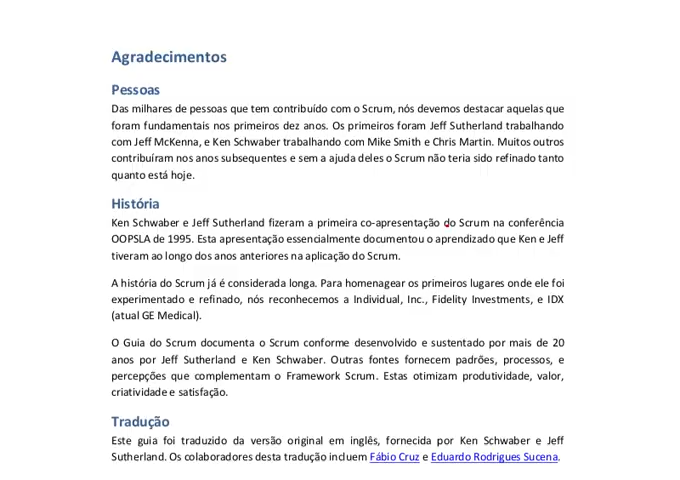 Agradecimentos
Pessoas
Das milhares de pessoas que tem contribuído com o Scrum, nós devemos destacar aquelas que
foram fundamentais nos primeiros dez anos. Os primeiros foram Jeff Sutherland trabalhando
com Jeff McKenna, e Ken Schwaber trabalhando com Mike Smith e Chris Martin. Muitos outros
contribuíram nos anos subsequentes e sem a ajuda deles o Scrum não teria sido refinado tanto
quanto está hoje.
História
Ken Schwaber e Jeff Sutherland fizeram a primeira co-apresentação do Scrum na conferência
OOPSLA de 1995. Esta apresentação essencialmente documentou o aprendizado que Ken e Jeff
tiveram ao longo dos anos anteriores na aplicação do Scrum.
A história do Scrum já é considerada longa. Para homenagear os primeiros lugares onde ele foi
experimentado e refinado, nós reconhecemos a Individual, Inc., Fidelity Investments, e IDX
(atual GE Medical).
O Guia do Scrum documenta o Scrum conforme desenvolvido e sustentado por mais de 20
anos por Jeff Sutherland e Ken Schwaber. Outras fontes fornecem padrões, processos, e
percepções que complementam o Framework Scrum. Estas otimizam produtividade, valor,
criatividade e satisfação.
Tradução
Este guia foi traduzido da versão original em inglês, fornecida por Ken Schwaber e Jeff
Sutherland. Os colaboradores desta tradução incluem Fábio Cruz e Eduardo Rodrigues Sucena.